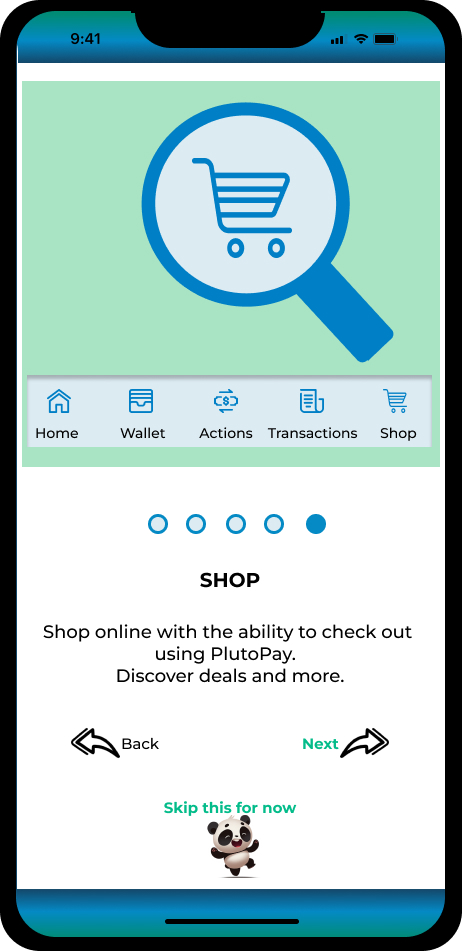 9:41
$
Home Wallet Actions Transactions Shop
SHOP
Shop online with the ability to check out
using PlutoPay.
Discover deals and more.
Back Next
Skip this for now